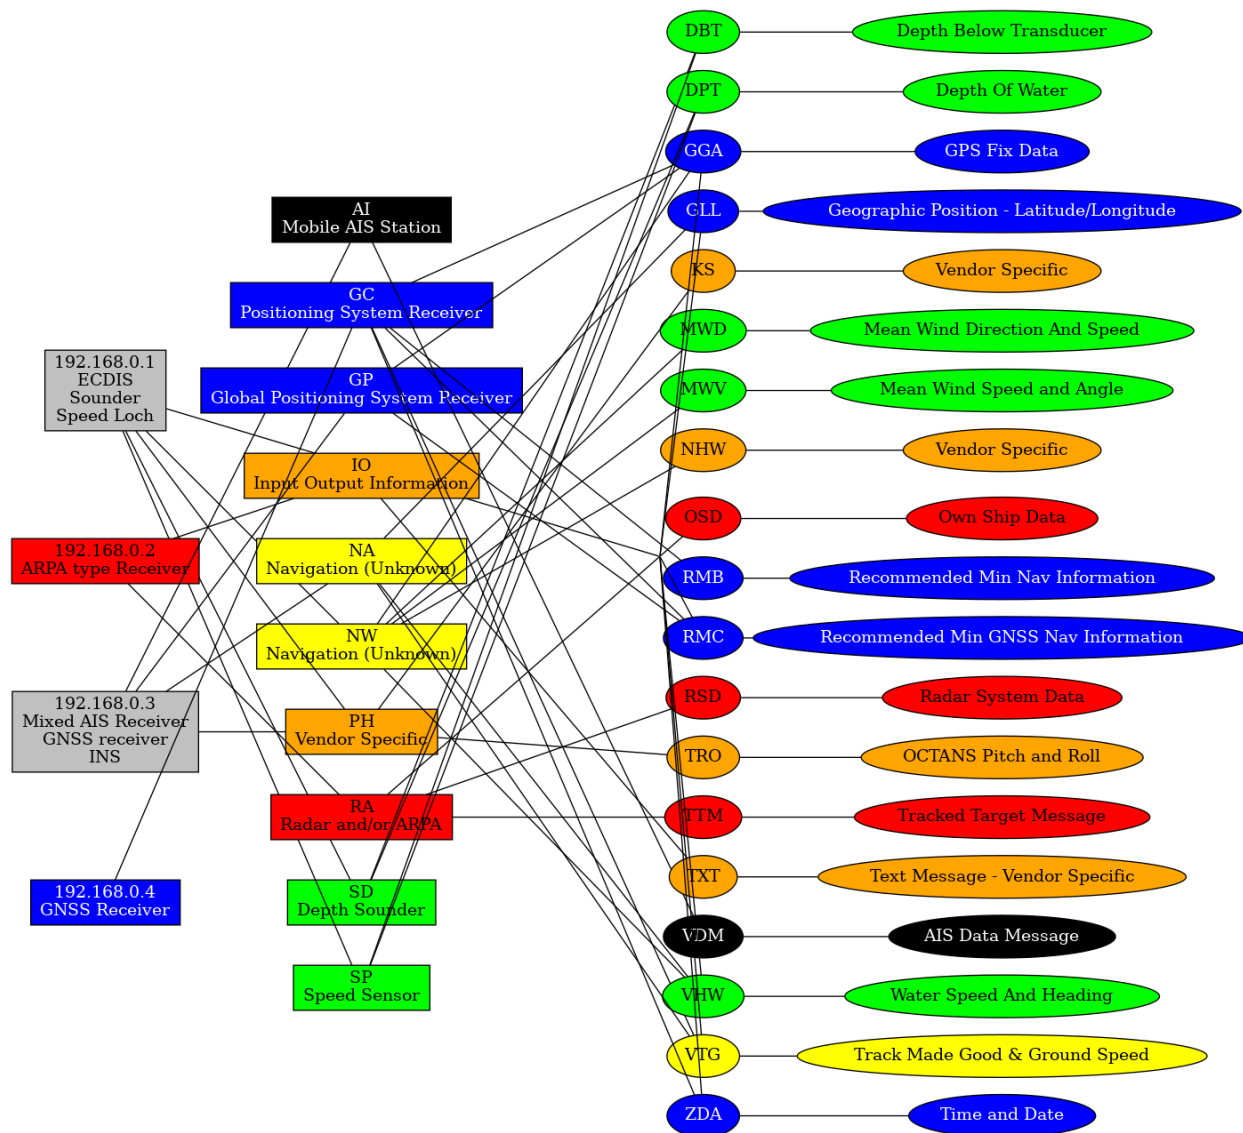 192.168.0.1
ECDIS
Sounder
Speed Loch
192.168.0.2
ARPA type Receiver
192.168.0.3
Mixed AIS Receiver
GNSS receiver
INS
192.168.0.4
GNSS Receiver
AI
Mobile AIS Station
GC
Positioning System Receiver
GP
Global Positioning System Receiver
IO
Input Output Information
NA
Navigation (Unknown)
NW
Navigation (Unknown)
PH
Vendor Specific
RA
Radar and/or ARPA
SD
Depth Sounder
SP
Speed Sensor
DBT
Depth Below Transducer
DPT
Depth Of Water
GGA
GPS Fix Data
GLL
Geographic Position - Latitude/Longitude
KS
Vendor Specific
MWD
Mean Wind Direction And Speed
MWV
Mean Wind Speed and Angle
NHW
Vendor Specific
OSD
Own Ship Data
RMB
Recommended Min Nav Information
RMC
Recommended Min GNSS Nav Information
RSD
Radar System Data
TRO
OCTANS Pitch and Roll
TTM
Tracked Target Message
TXT
Text Message - Vendor Specific
VDM
AIS Data Message
VHW
Water Speed And Heading
VTG
Track Made Good & Ground Speed
ZDA
Time and Date